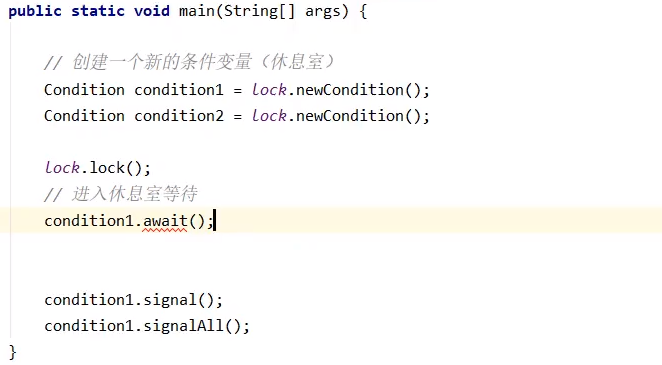 public static void main(String[] args) {
// 创建一个新的条件变量（休息室）
Condition condition1 = lock.newCondition();
Condition condition2 = lock.newCondition();
lock.lock();
// 进入休息室等待
condition1.await();
condition1.signal();
condition1.signalAll();
}